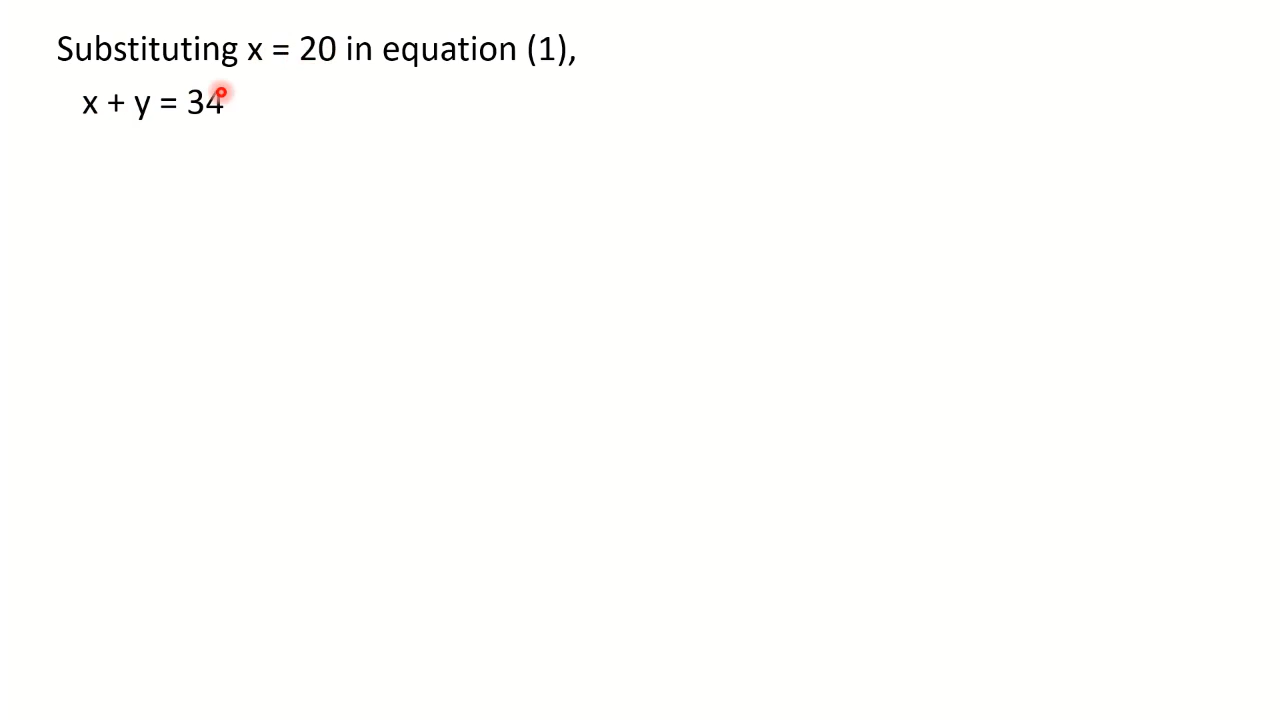 Substituting x = 20 in equation (1),
x + y = 34